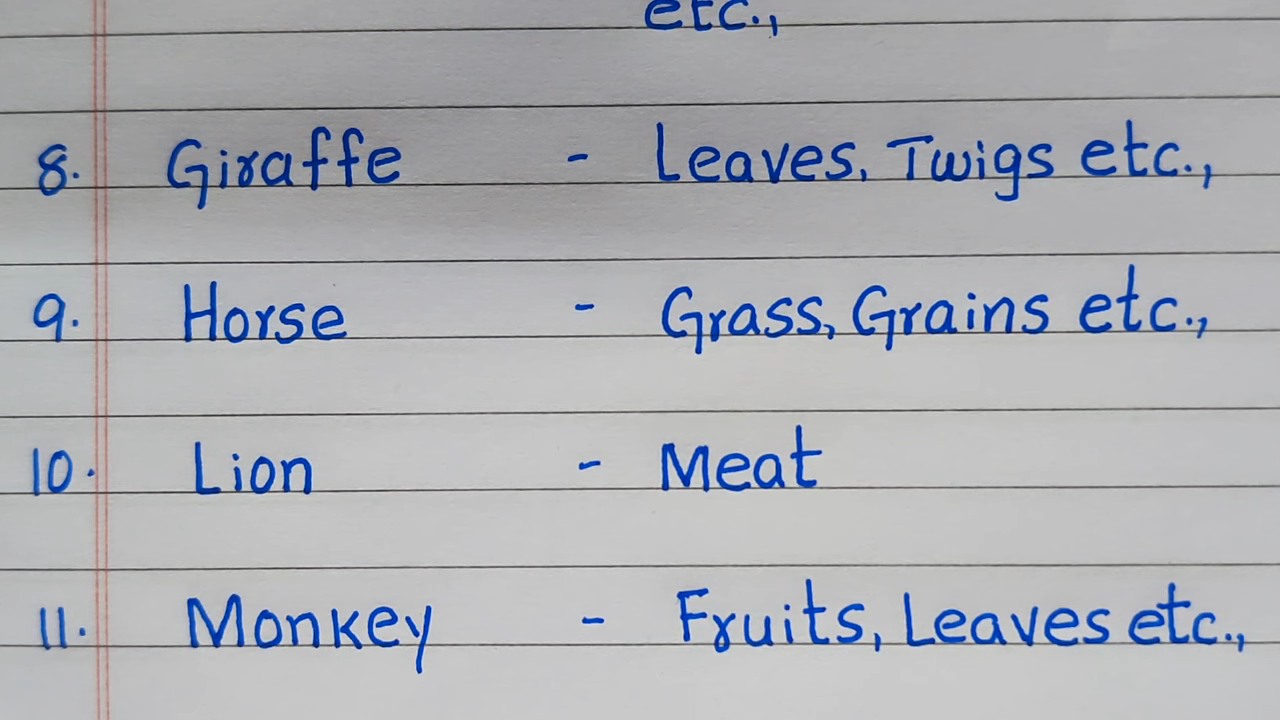 etc.,
8. Giraffe - Leaves, Twigs etc.,
9. Horse - Grass, Grains etc.,
10. Lion - Meat
11. Monkey - Fruits, Leaves etc.,